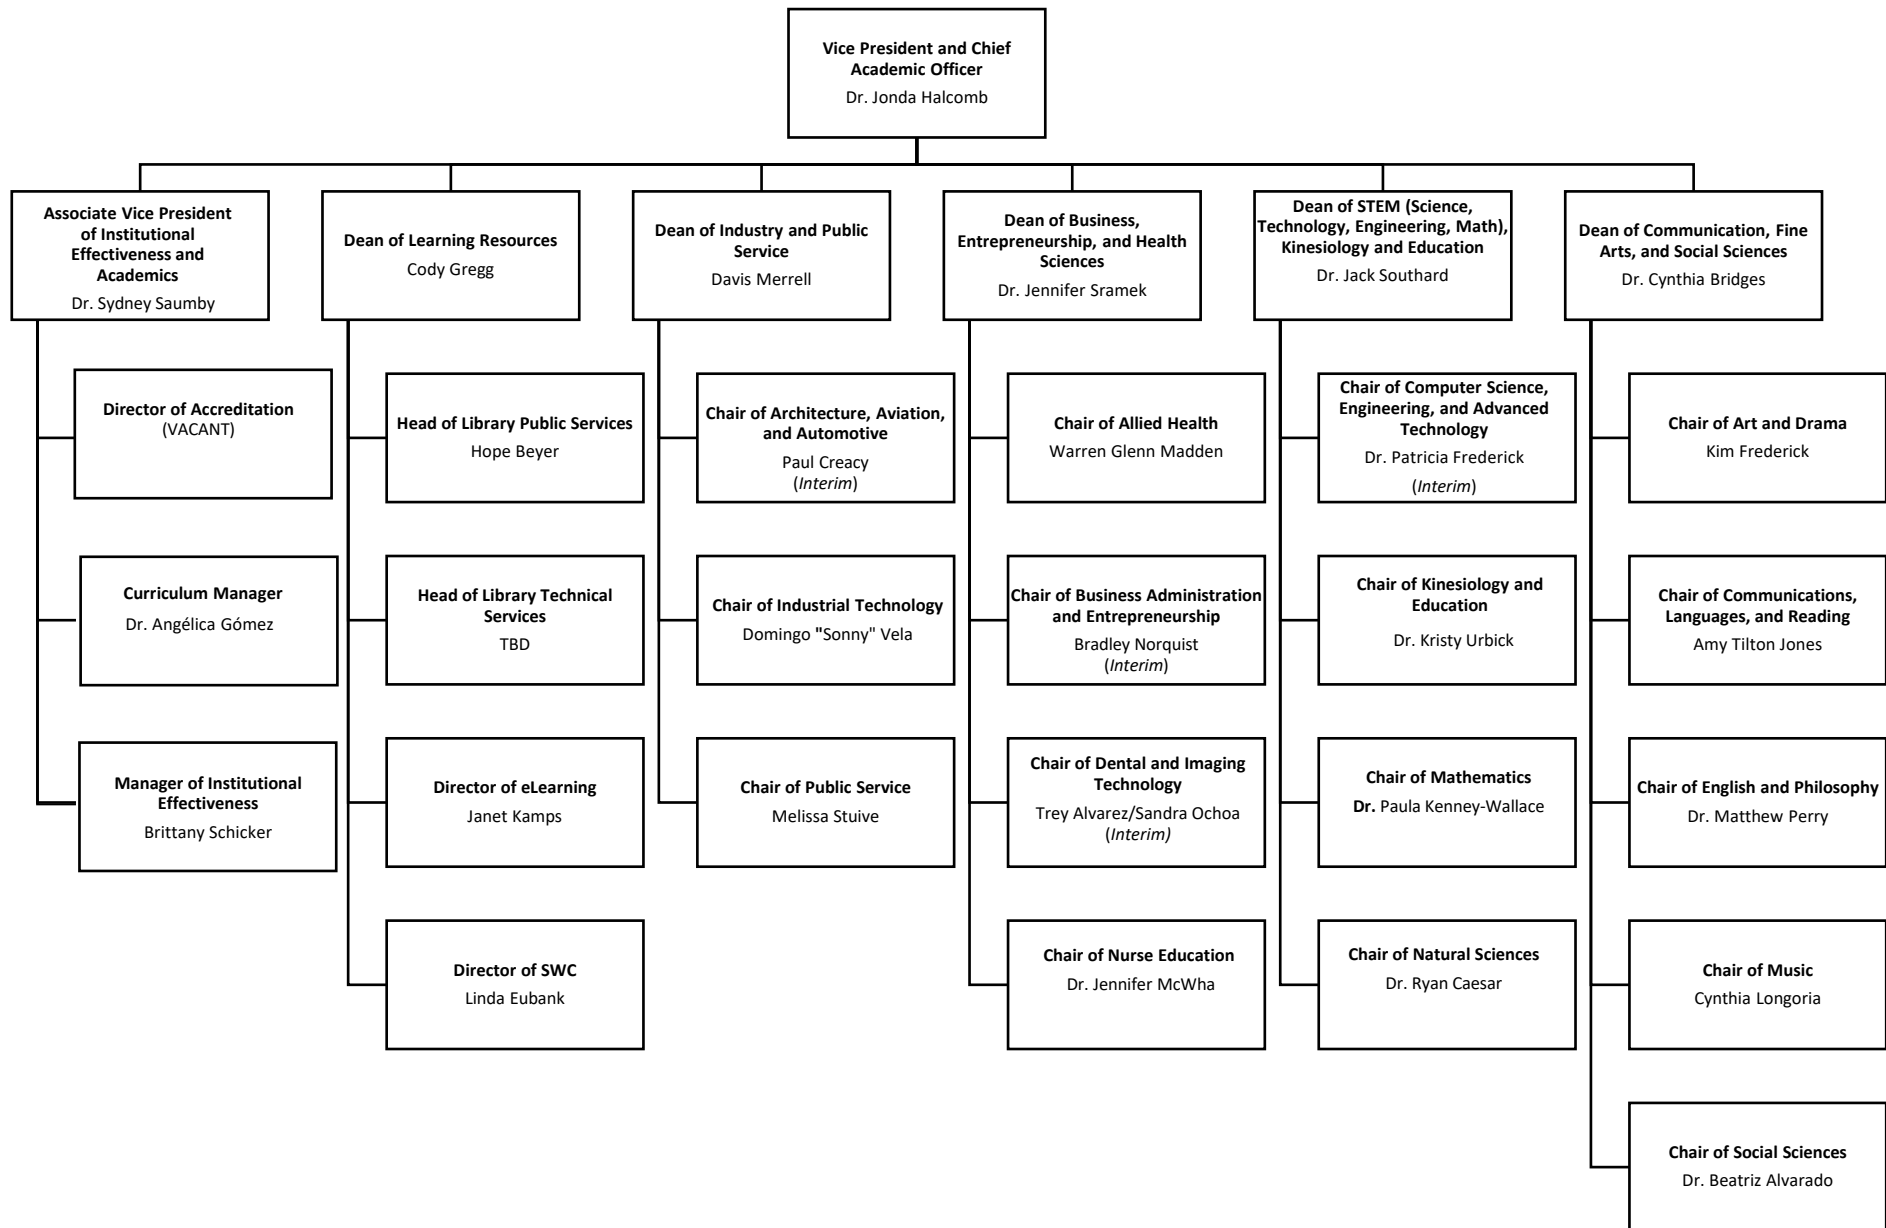 Vice President and Chief
Academic Officer
Dr. Jonda Halcomb
Associate Vice President
of Institutional
Effectiveness and
Academics
Dr. Sydney Saumby
Director of Accreditation
(VACANT)
Curriculum Manager
Dr. Angélica Gómez
Manager of Institutional
Effectiveness
Brittany Schicker
Dean of Learning Resources
Cody Gregg
Head of Library Public Services
Hope Beyer
Head of Library Technical
Services
TBD
Director of eLearning
Janet Kamps
Director of SWC
Linda Eubank
Dean of Industry and Public
Service
Davis Merrell
Chair of Architecture, Aviation,
and Automotive
Paul Creacy
(Interim)
Chair of Industrial Technology
Domingo "Sonny" Vela
Chair of Public Service
Melissa Stuive
Dean of Business,
Entrepreneurship, and Health
Sciences
Dr. Jennifer Sramek
Chair of Allied Health
Warren Glenn Madden
Chair of Business Administration
and Entrepreneurship
Bradley Norquist
(Interim)
Chair of Dental and Imaging
Technology
Trey Alvarez/Sandra Ochoa
(Interim)
Chair of Nurse Education
Dr. Jennifer McWha
Dean of STEM (Science,
Technology, Engineering, Math),
Kinesiology and Education
Dr. Jack Southard
Chair of Computer Science,
Engineering, and Advanced
Technology
Dr. Patricia Frederick
(Interim)
Chair of Kinesiology and
Education
Dr. Kristy Urbick
Chair of Mathematics
Dr. Paula Kenney-Wallace
Chair of Natural Sciences
Dr. Ryan Caesar
Dean of Communication, Fine
Arts, and Social Sciences
Dr. Cynthia Bridges
Chair of Art and Drama
Kim Frederick
Chair of Communications,
Languages, and Reading
Amy Tilton Jones
Chair of English and Philosophy
Dr. Matthew Perry
Chair of Music
Cynthia Longoria
Chair of Social Sciences
Dr. Beatriz Alvarado